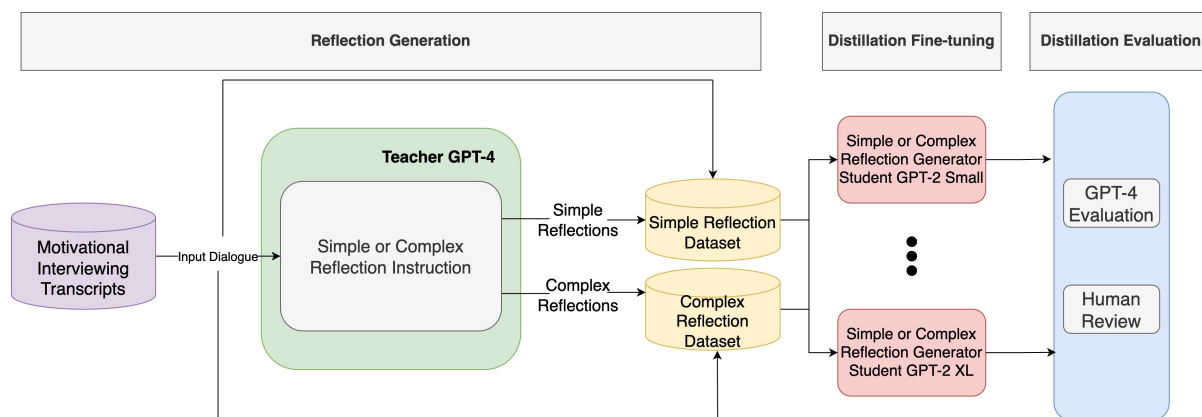 Reflection Generation
Distillation Fine-tuning
Distillation Evaluation
Motivational
Interviewing
Transcripts
Input Dialogue
Teacher GPT-4
Simple or Complex
Reflection Instruction
Simple
Reflections
Complex
Reflections
Simple Reflection
Dataset
Complex
Reflection
Dataset
Simple or Complex
Reflection Generator
Student GPT-2 Small
Simple or Complex
Reflection Generator
Student GPT-2 XL
GPT-4
Evaluation
Human
Review